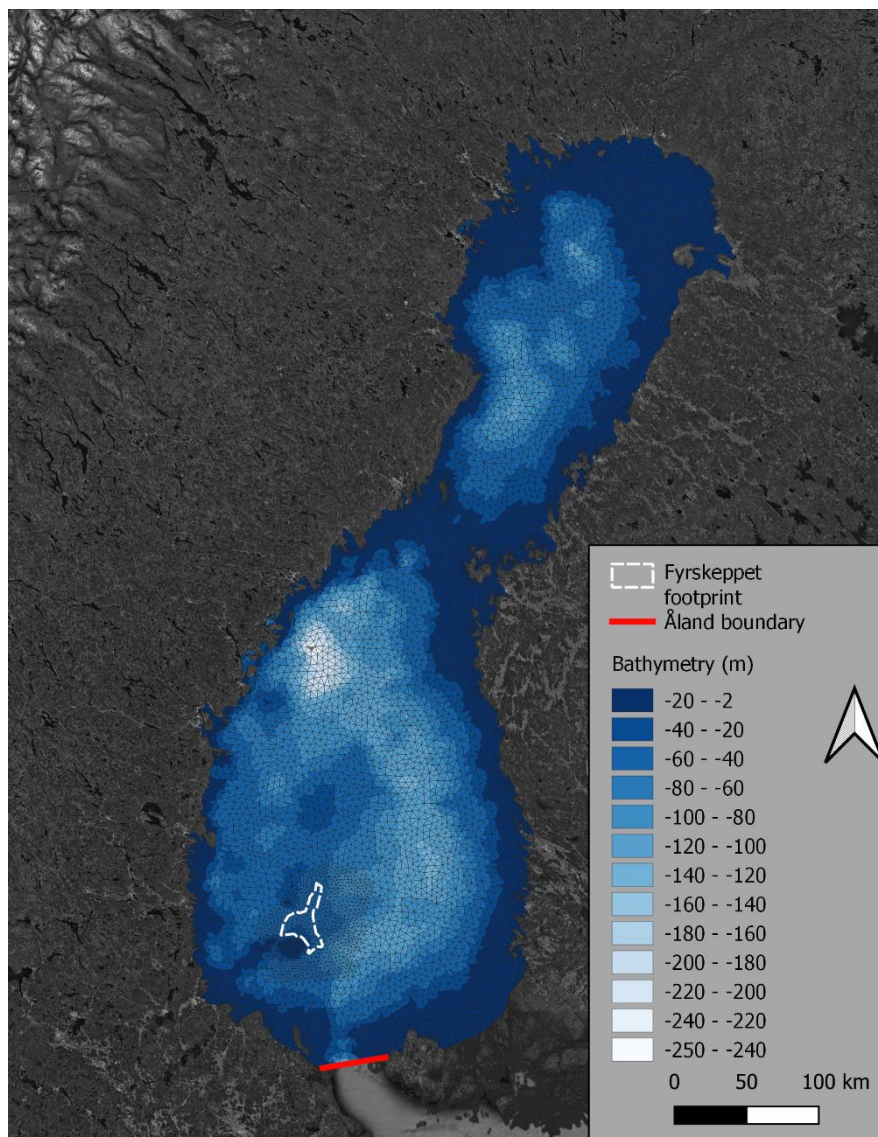 Fyrskeppet
footprint
Åland boundary
Bathymetry (m)
-20 - -2
-40 - -20
-60 - -40
-80 - -60
-100 - -80
-120 - -100
-140 - -120
-160 - -140
-180 - -160
-200 - -180
-220 - -200
-240 - -220
-250 - -240
0 50 100 km